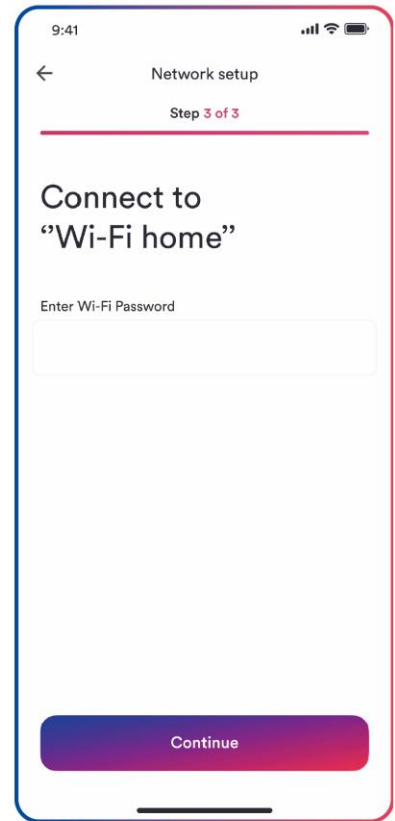 9:41
Network setup
Step 3 of 3
Connect to
‘’Wi-Fi home”
Enter Wi-Fi Password
Continue